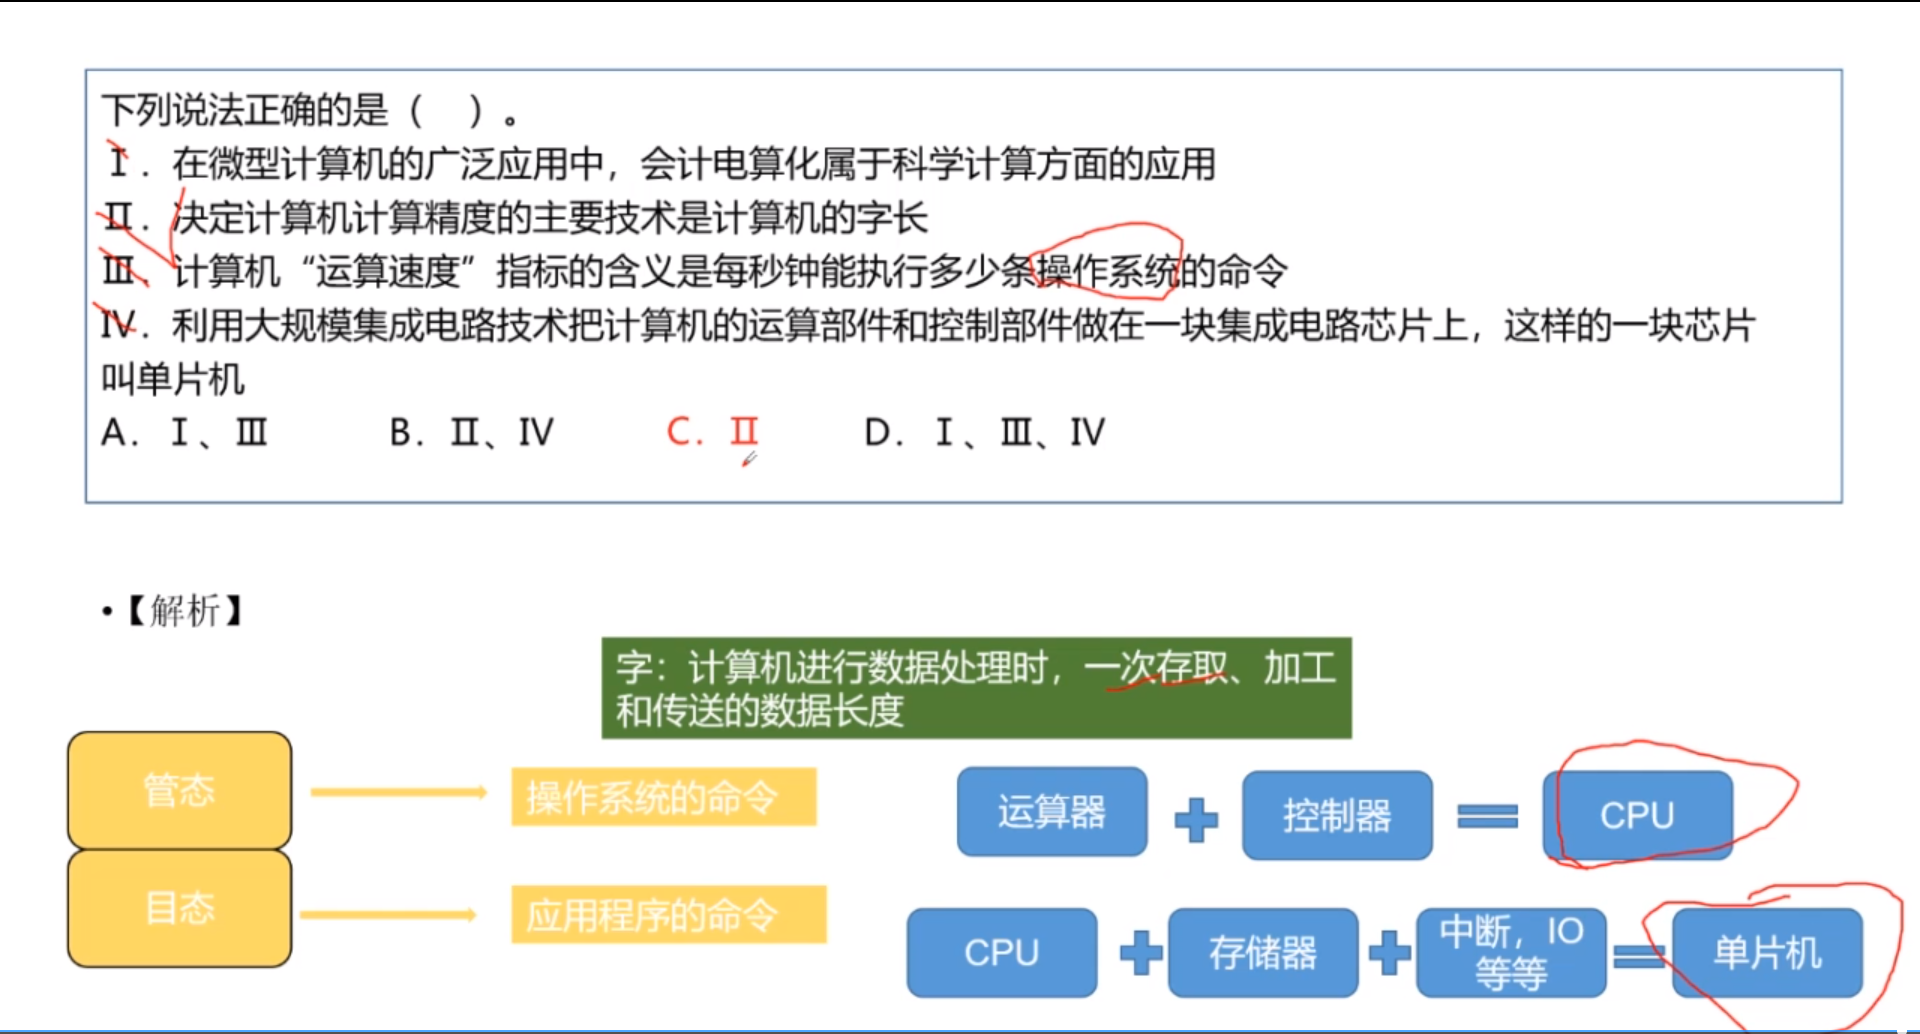 下列说法正确的是（ ）。
Ⅰ．在微型计算机的广泛应用中，会计电算化属于科学计算方面的应用
Ⅱ．决定计算机计算精度的主要技术是计算机的字长
Ⅲ．计算机“运算速度”指标的含义是每秒钟能执行多少条操作系统的命令
Ⅳ．利用大规模集成电路技术把计算机的运算部件和控制部件做在一块集成电路芯片上，这样的一块芯片
叫单片机
A．Ⅰ、Ⅲ B．Ⅱ、Ⅳ C．Ⅱ D．Ⅰ、Ⅲ、Ⅳ
•【解析】
字：计算机进行数据处理时，一次存取、加工
和传送的数据长度
管态
操作系统的命令
目态
应用程序的命令
运算器
控制器
CPU
CPU
存储器
中断，IO
等等
单片机